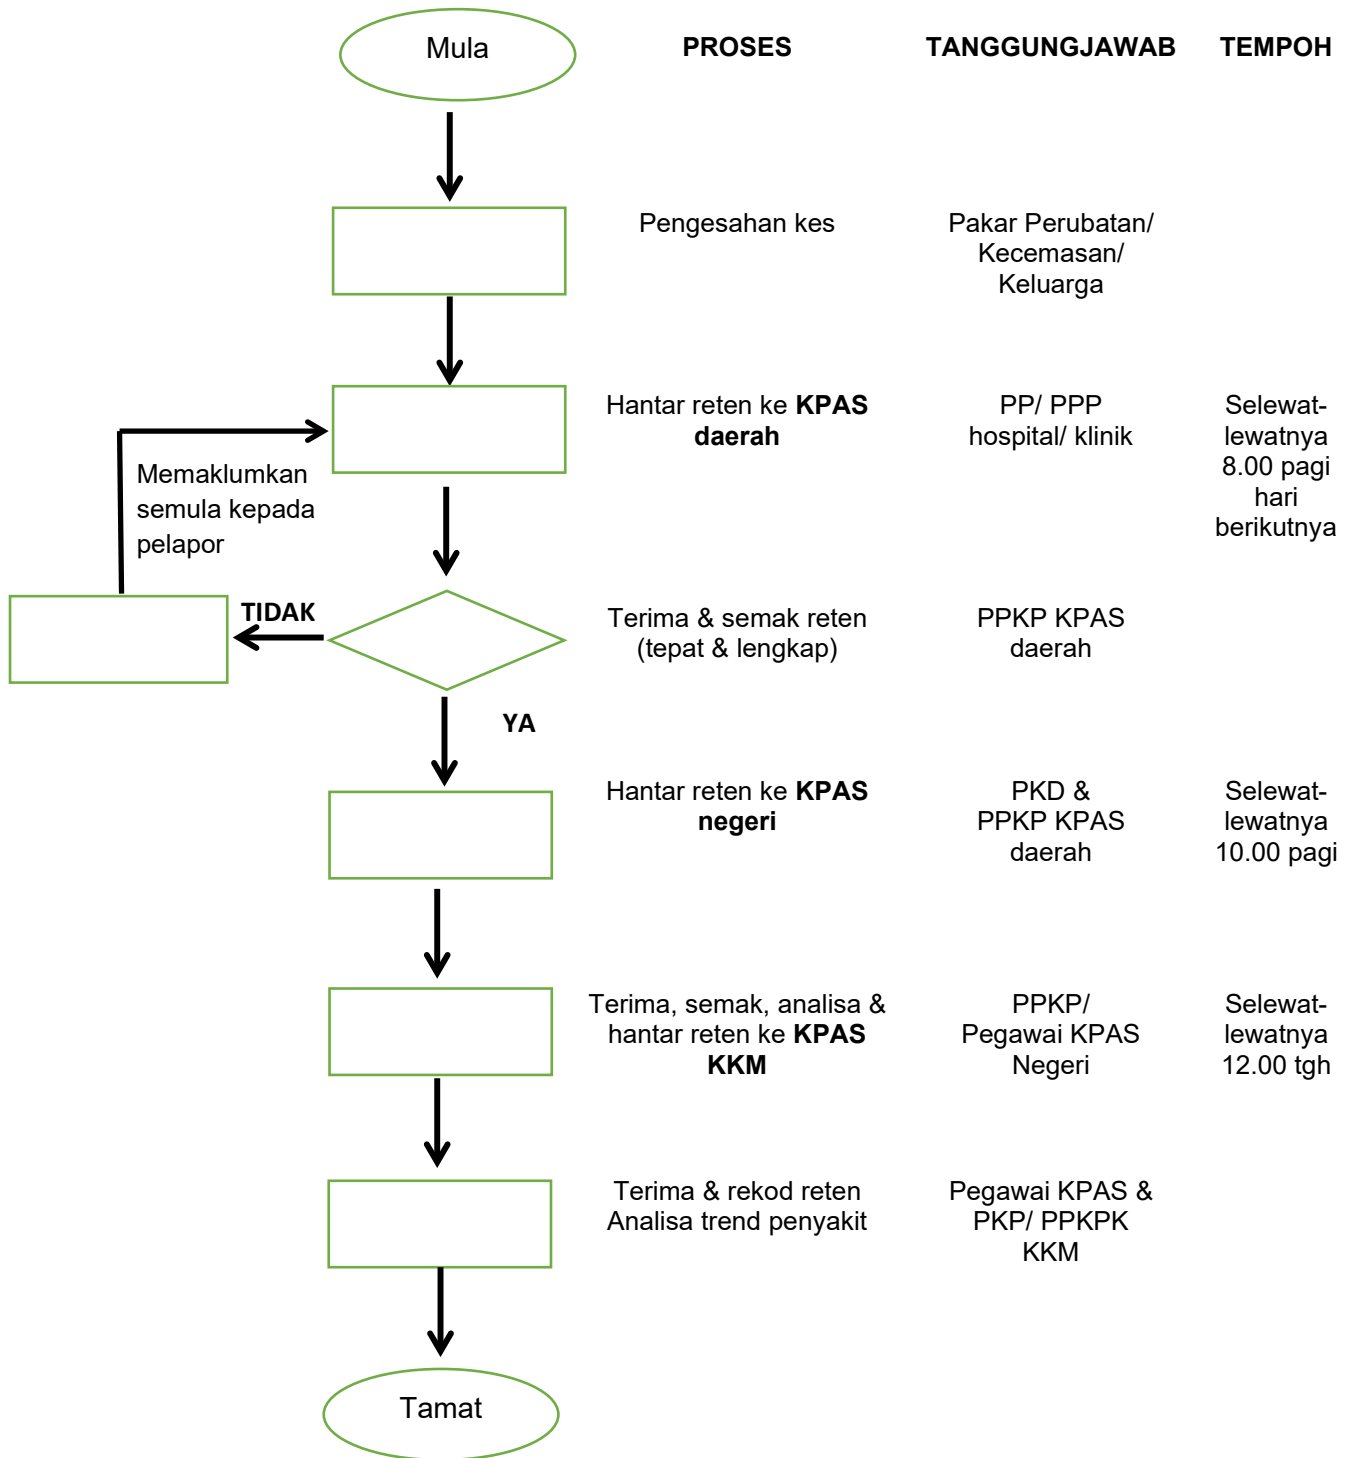 Mula
PROSES
TANGGUNGJAWAB
TEMPOH
Pengesahan kes
Pakar Perubatan/
Kecemasan/
Keluarga
Hantar reten ke KPAS
daerah
PP/ PPP
hospital/ klinik
Selewat-
lewatnya
8.00 pagi
hari
berikutnya
Memaklumkan
semula kepada
pelapor
TIDAK
Terima & semak reten
(tepat & lengkap)
PPKP KPAS
daerah
YA
Hantar reten ke KPAS
negeri
PKD &
PPKP KPAS
daerah
Selewat-
lewatnya
10.00 pagi
Terima, semak, analisa &
hantar reten ke KPAS
KKM
PPKP/
Pegawai KPAS
Negeri
Selewat-
lewatnya
12.00 tgh
Terima & rekod reten
Analisa trend penyakit
Pegawai KPAS &
PKP/ PPKPK
KKM
Tamat